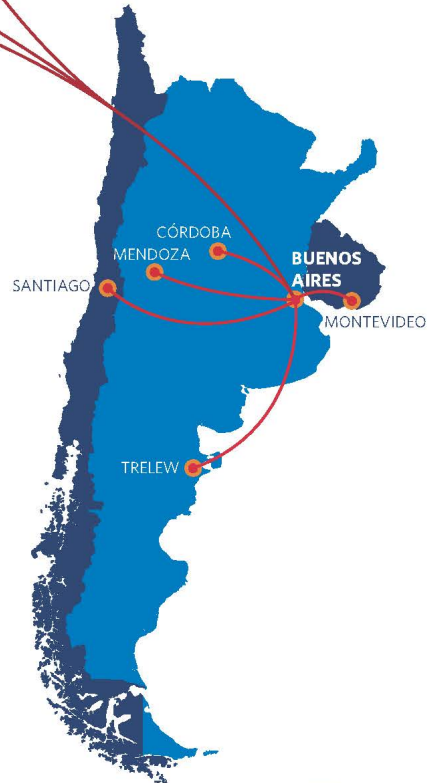 CÓRDOBA
MENDOZA
BUENOS
AIRES
SANTIAGO
MONTEVIDEO
TRELEW